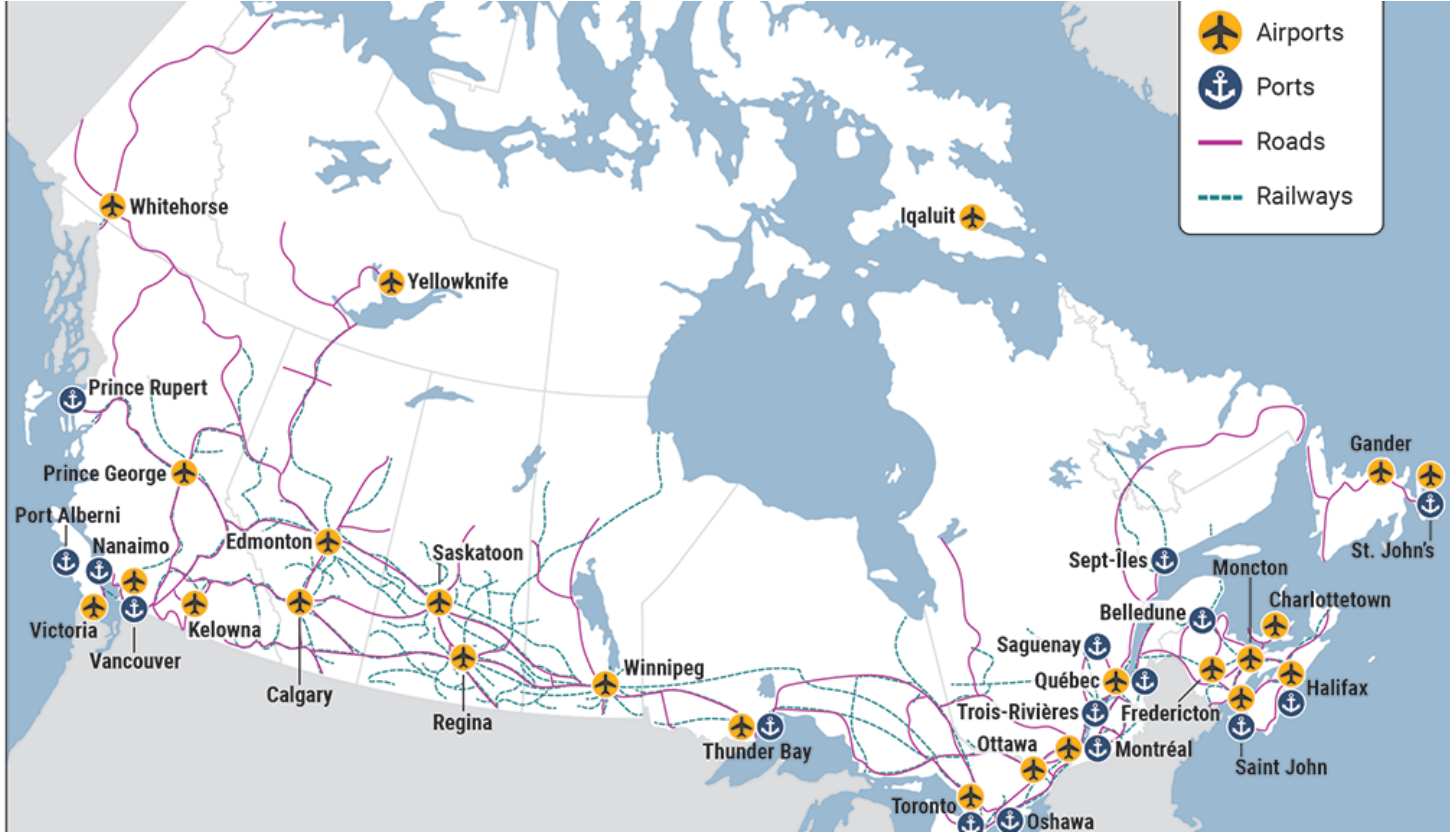 Airports
Ports
Roads
Railways
Whitehorse
Iqaluit
Yellowknife
Prince Rupert
Prince George
Port Alberni
Nanaimo
Edmonton
Saskatoon
Victoria
Kelowna
Vancouver
Calgary
Regina
Winnipeg
Thunder Bay
Gander
St. John's
Sept-Îles
Moncton
Belledune
Charlottetown
Saguenay
Québec
Halifax
Trois-Rivières
Fredericton
Ottawa
Montréal
Saint John
Toronto
Oshawa